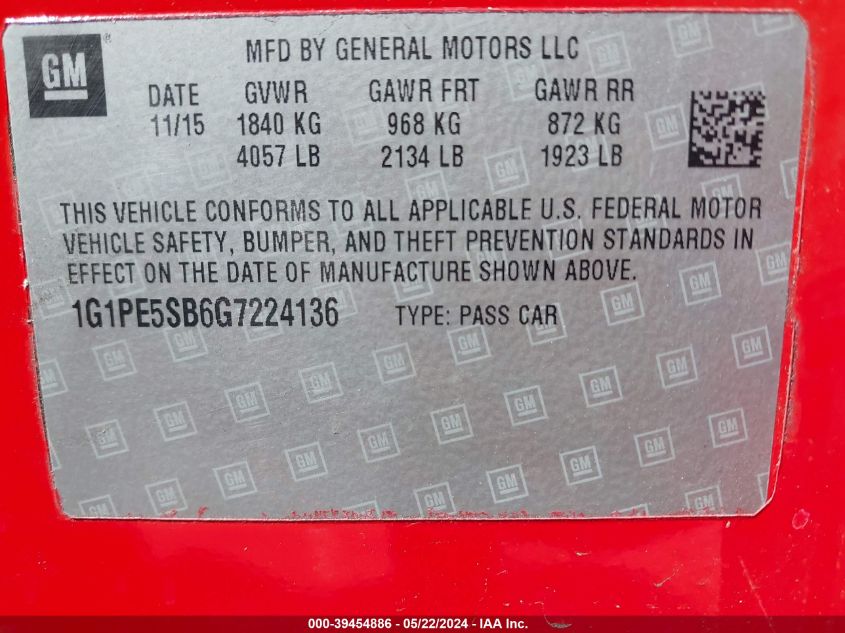 GM
MFD BY GENERAL MOTORS LLC
DATE GVWR GAWR FRT GAWR RR
11/15 1840 KG 968 KG 872 KG
4057 LB 2134 LB 1923 LB
THIS VEHICLE CONFORMS TO ALL APPLICABLE U.S. FEDERAL MOTOR
VEHICLE SAFETY, BUMPER, AND THEFT PREVENTION STANDARDS IN
EFFECT ON THE DATE OF MANUFACTURE SHOWN ABOVE.
1G1PE5SB6G7224136 TYPE: PASS CAR
000-39454886 - 05/22/2024 - IAA Inc.